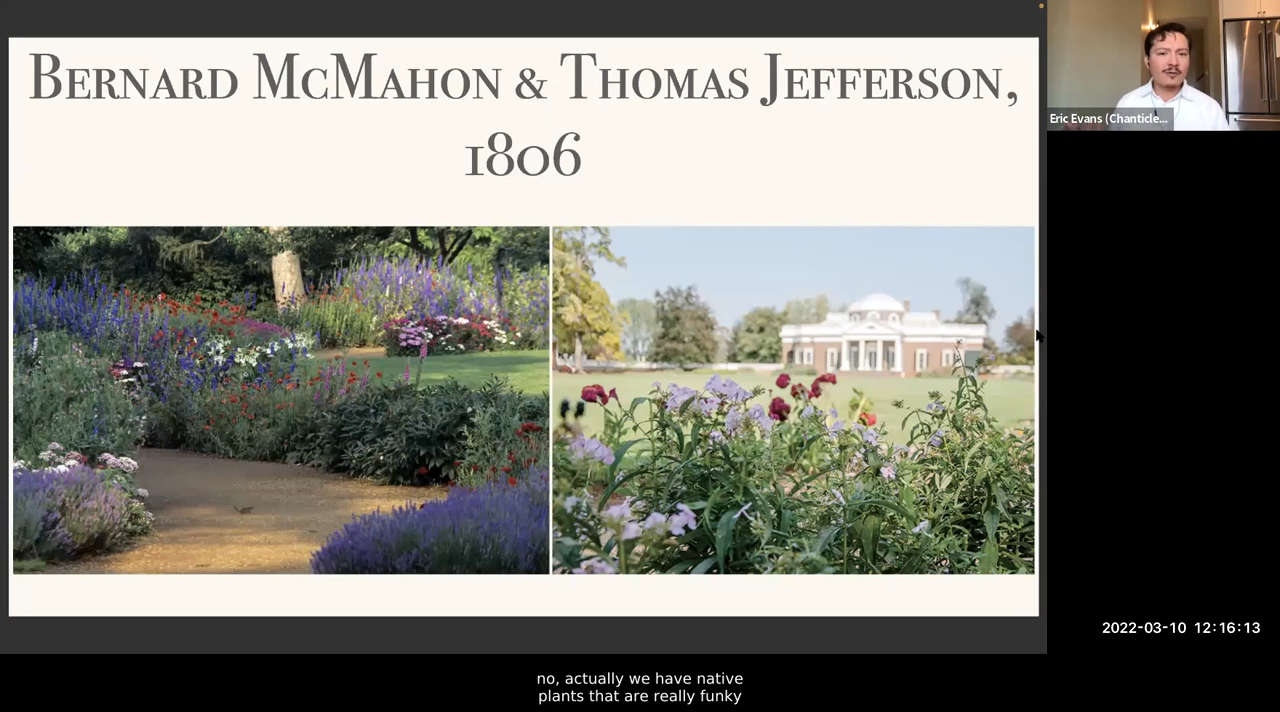 Bernard McMahon & Thomas Jefferson,
1806
Eric Evans (Chanticle...
2022-03-10 12:16:13
no, actually we have native
plants that are really funky